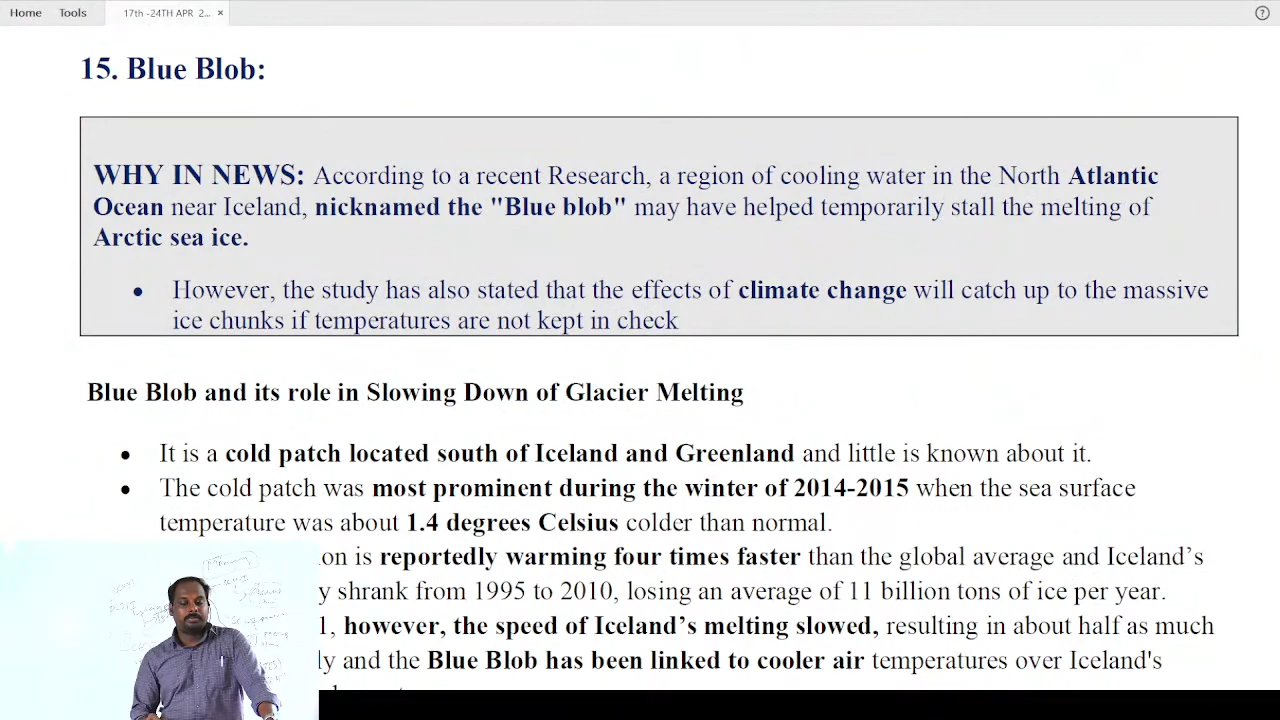 Home Tools 17th -24TH APR 2... × ?
15. Blue Blob:
WHY IN NEWS: According to a recent Research, a region of cooling water in the North Atlantic
Ocean near Iceland, nicknamed the "Blue blob" may have helped temporarily stall the melting of
Arctic sea ice.
• However, the study has also stated that the effects of climate change will catch up to the massive
ice chunks if temperatures are not kept in check
Blue Blob and its role in Slowing Down of Glacier Melting
• It is a cold patch located south of Iceland and Greenland and little is known about it.
• The cold patch was most prominent during the winter of 2014-2015 when the sea surface
temperature was about 1.4 degrees Celsius colder than normal.
on is reportedly warming four times faster than the global average and Iceland’s
y shrank from 1995 to 2010, losing an average of 11 billion tons of ice per year.
1, however, the speed of Iceland’s melting slowed, resulting in about half as much
ly and the Blue Blob has been linked to cooler air temperatures over Iceland's